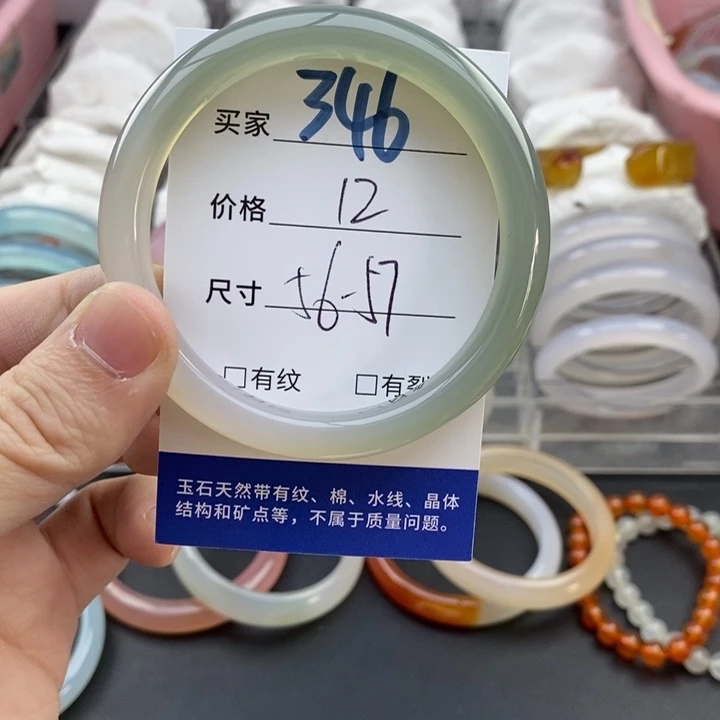 买家 346
价格 12
尺寸 56-57
□有纹 □有裂
玉石天然带有纹、棉、水线、晶体
结构和矿点等，不属于质量问题。